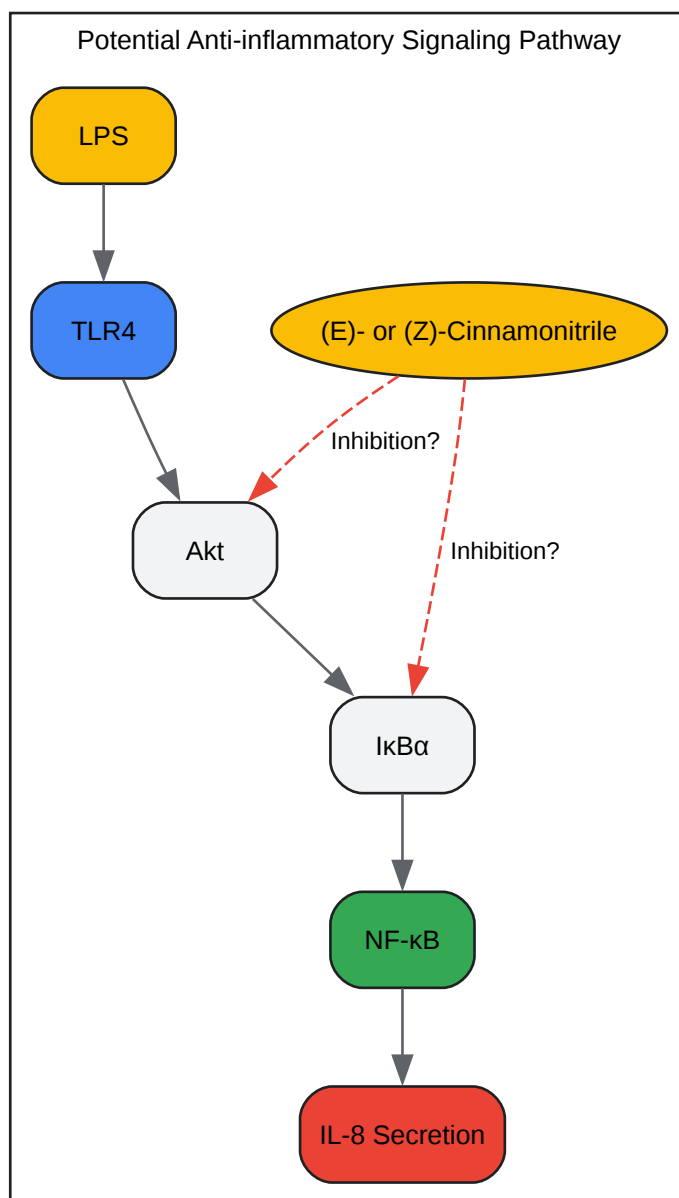 Potential Anti-inflammatory Signaling Pathway
LPS
TLR4
(E)- or (Z)-Cinnamonitrile
Inhibition?
Akt
Inhibition?
IκBα
NF-κB
IL-8 Secretion